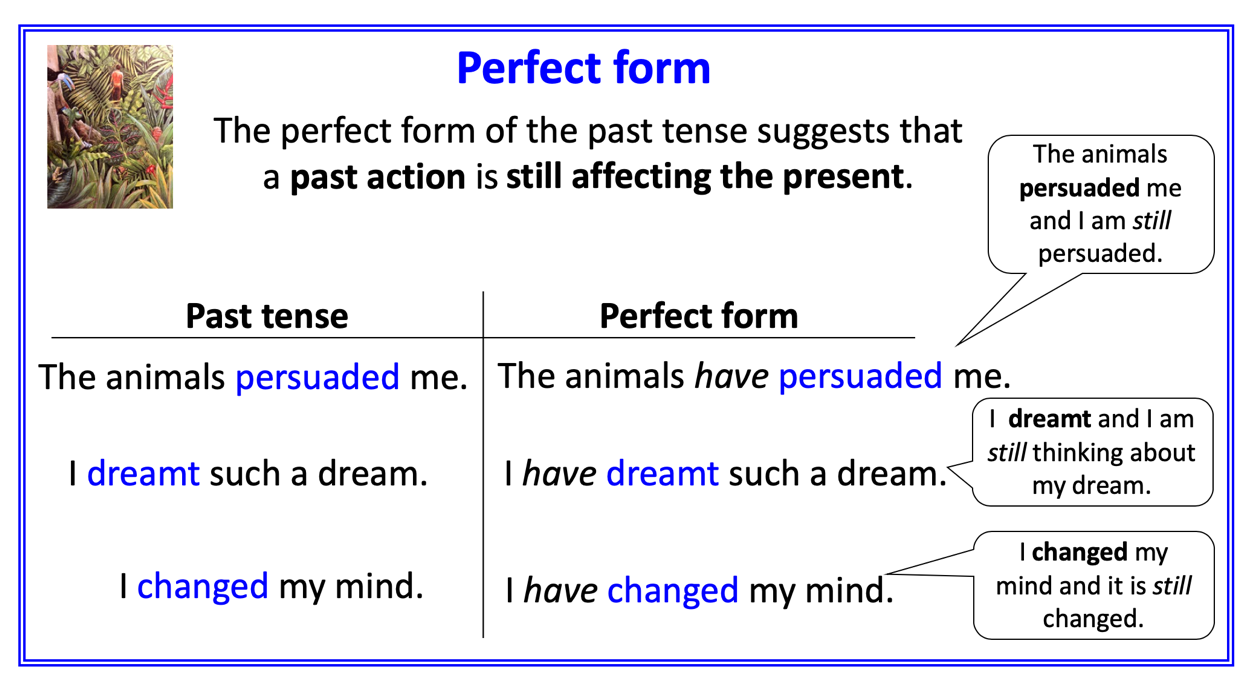 Perfect form
The perfect form of the past tense suggests that
a past action is still affecting the present.
The animals
persuaded me
and I am still
persuaded.
Past tense
Perfect form
The animals persuaded me.
The animals have persuaded me.
I dreamt such a dream.
I have dreamt such a dream.
I dreamt and I am
still thinking about
my dream.
I changed my mind.
I have changed my mind.
I changed my
mind and it is still
changed.